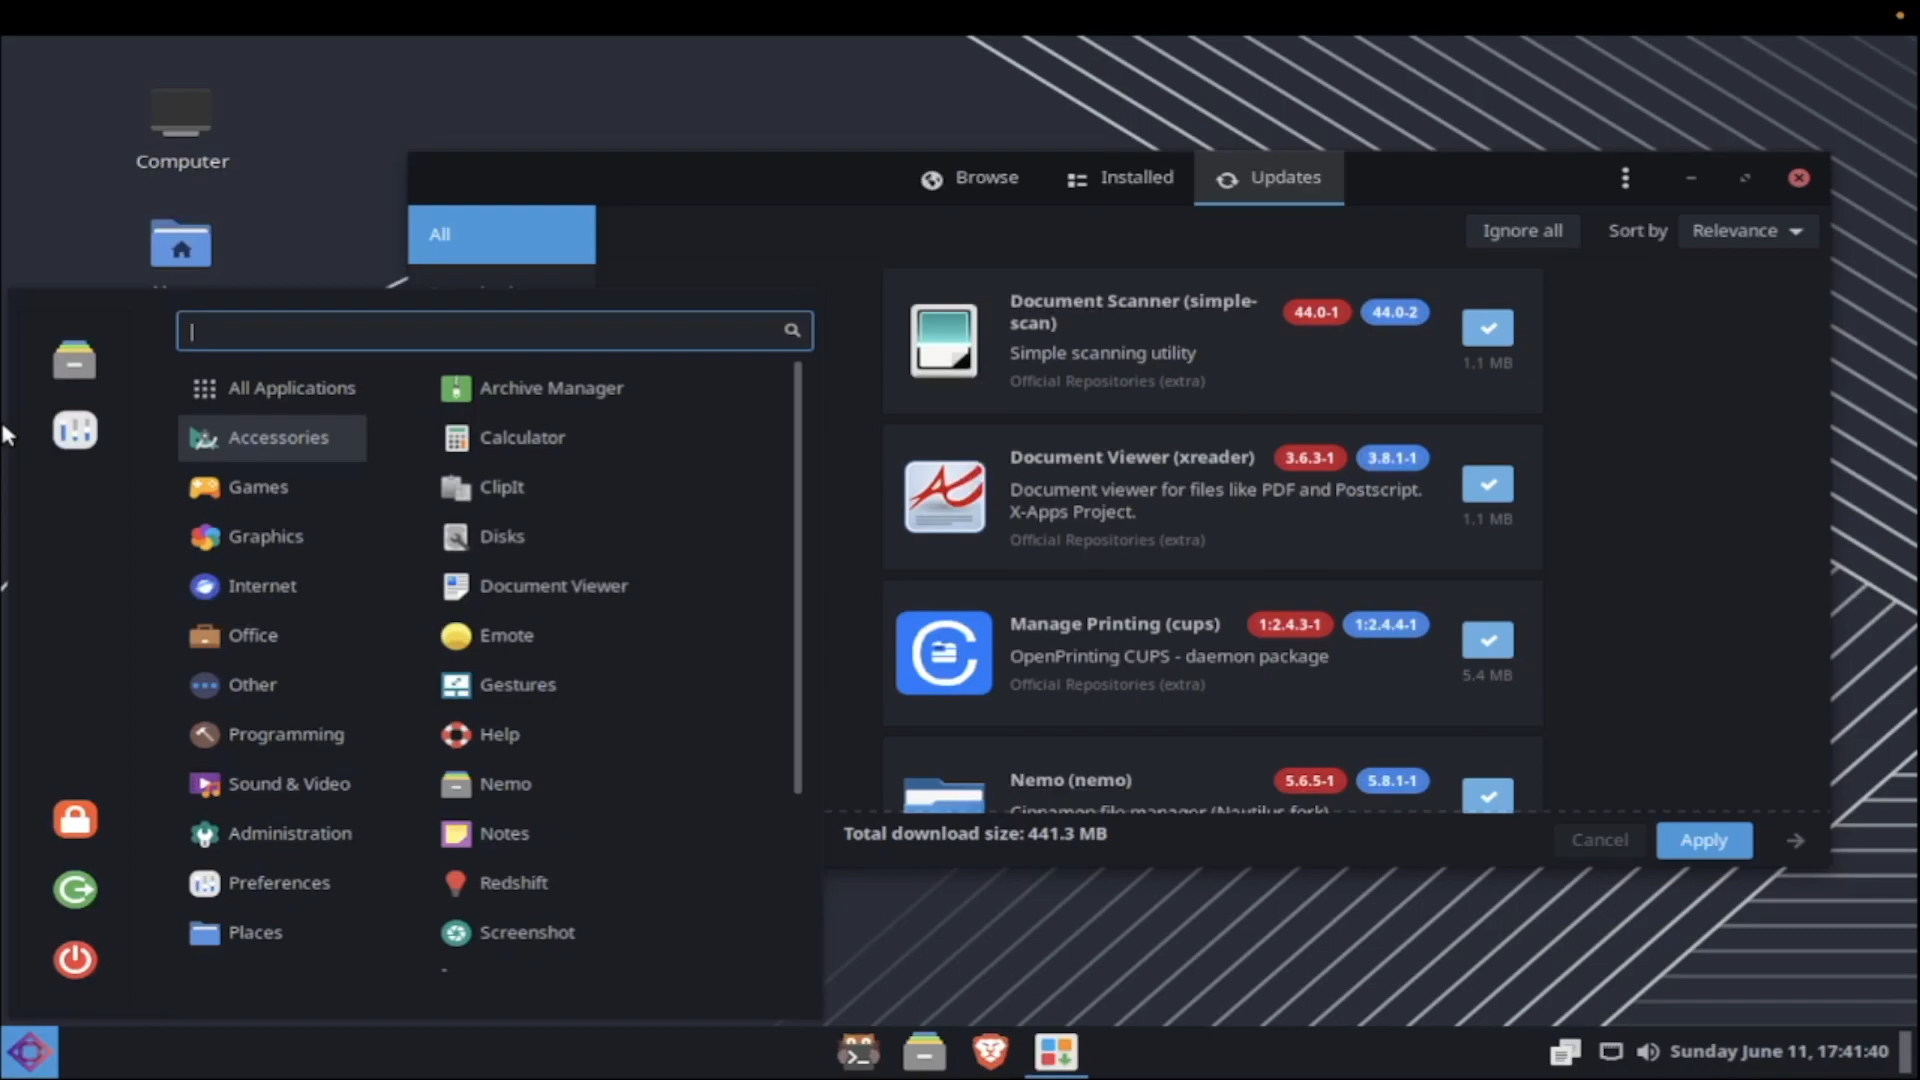 Computer
Browse
Installed
Updates
All
Ignore all
Sort by
Relevance
Document Scanner (simple-
scan)
44.0-1
44.0-2
Simple scanning utility
Official Repositories (extra)
1.1 MB
Document Viewer (xreader)
3.6.3-1
3.8.1-1
Document viewer for files like PDF and Postscript.
X-Apps Project.
Official Repositories (extra)
1.1 MB
Manage Printing (cups)
1:2.4.3-1
1:2.4.4-1
OpenPrinting CUPS - daemon package
Official Repositories (extra)
5.4 MB
Nemo (nemo)
5.6.5-1
5.8.1-1
Cinnamon file manager (Nautilus fork)
Total download size: 441.3 MB
Cancel
Apply
All Applications
Accessories
Games
Graphics
Internet
Office
Other
Programming
Sound & Video
Administration
Preferences
Places
Archive Manager
Calculator
ClipIt
Disks
Document Viewer
Emote
Gestures
Help
Nemo
Notes
Redshift
Screenshot
Sunday June 11, 17:41:40